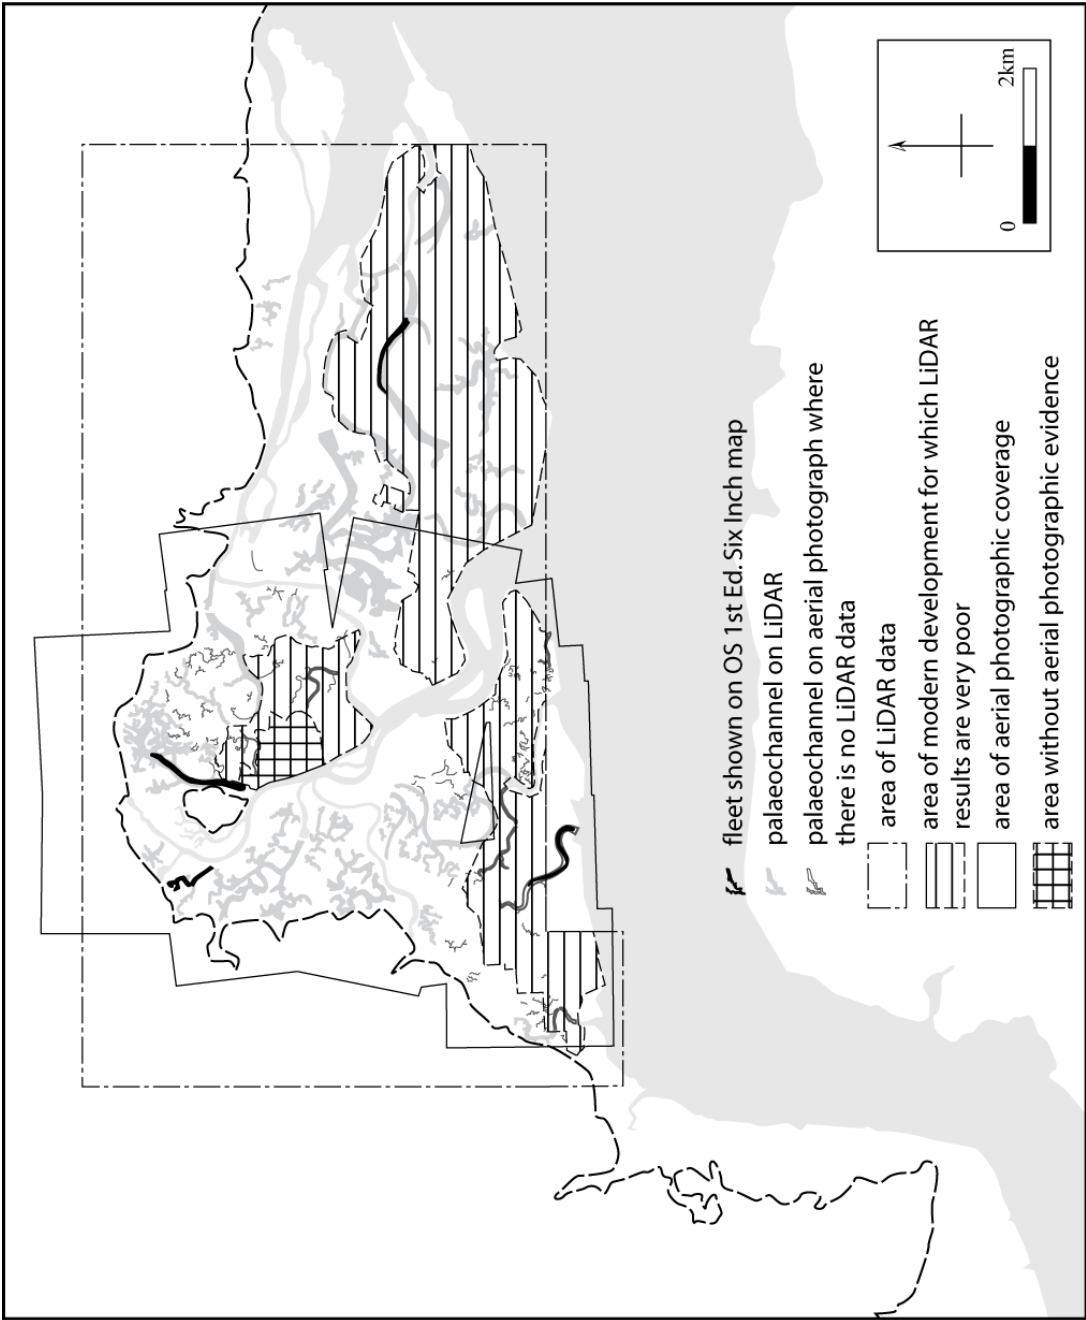 fleet shown on OS 1st Ed. Six Inch map
palaeochannel on LiDAR
palaeochannel on aerial photograph where
there is no LiDAR data
area of LiDAR data
area of modern development for which LiDAR
results are very poor
area of aerial photographic coverage
area without aerial photographic evidence
0 2km